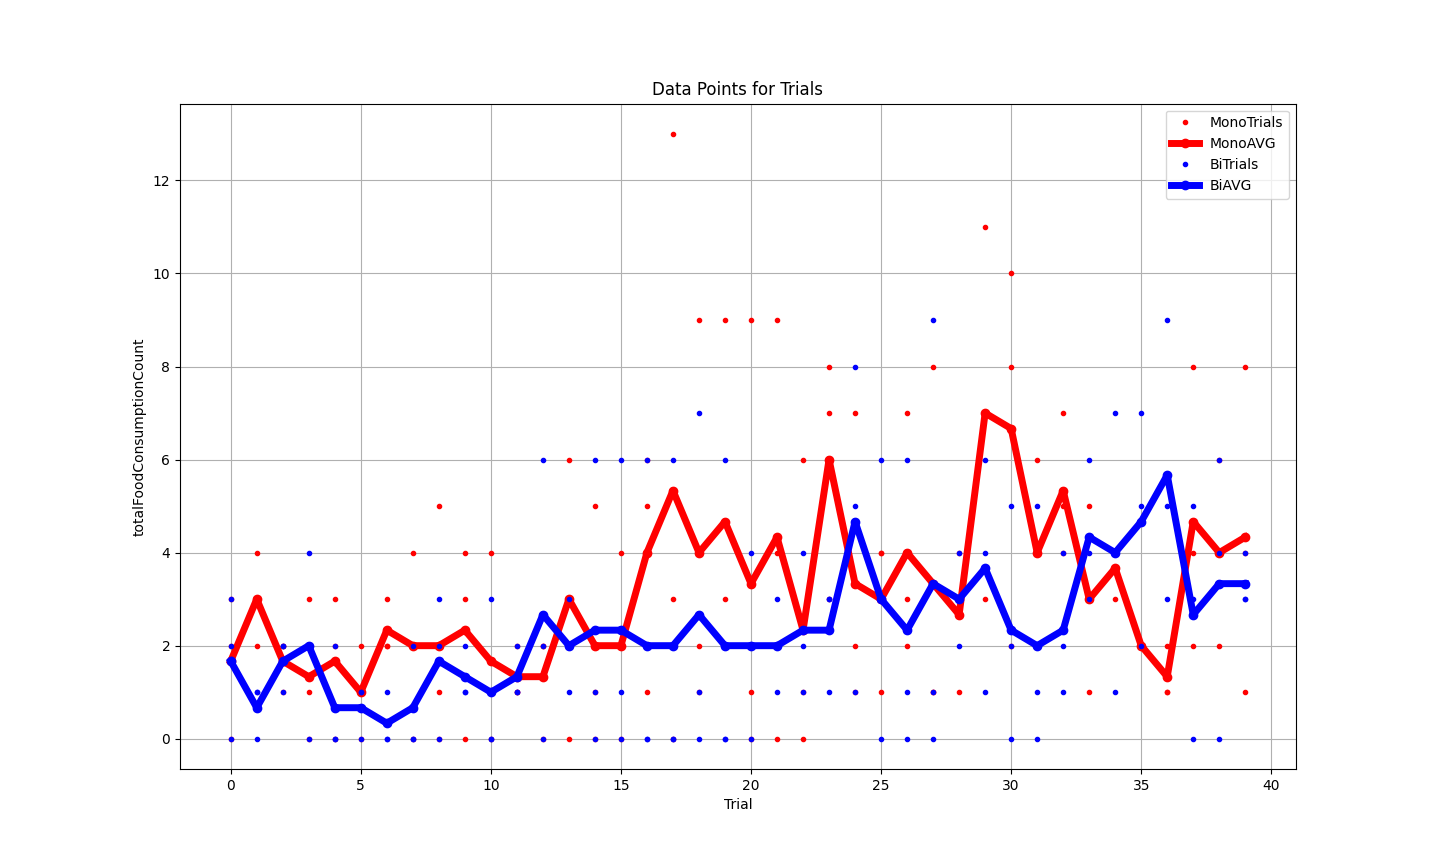 Data Points for Trials
MonoTrials
MonoAVG
BiTrials
BiAVG
totalFoodConsumptionCount
12
10
8
6
4
2
0
0 5 10 15 20 25 30 35 40
Trial